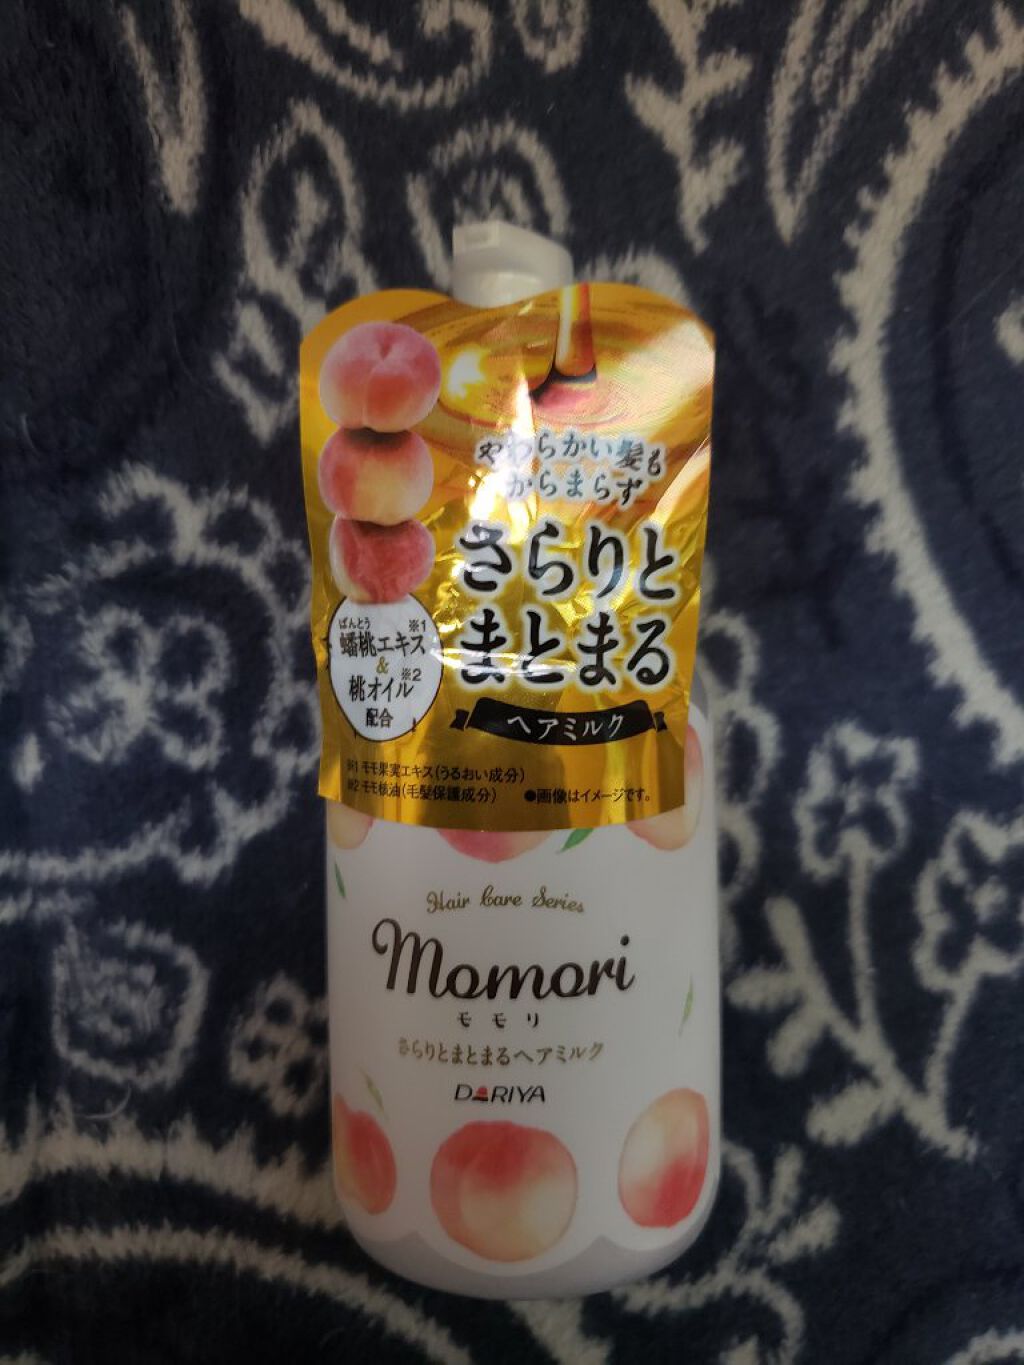 やわらかい髪も
からまらず
さらりと
まとまる
ヘアミルク
ばんとう
蟠桃エキス※1
&
桃オイル※2
配合
※1 モモ果実エキス(うるおい成分)
※2 モモ核油(毛髪保護成分) ●画像はイメージです。
Hair Care Series
momori
モモリ
さらりとまとまるヘアミルク
DARIYA